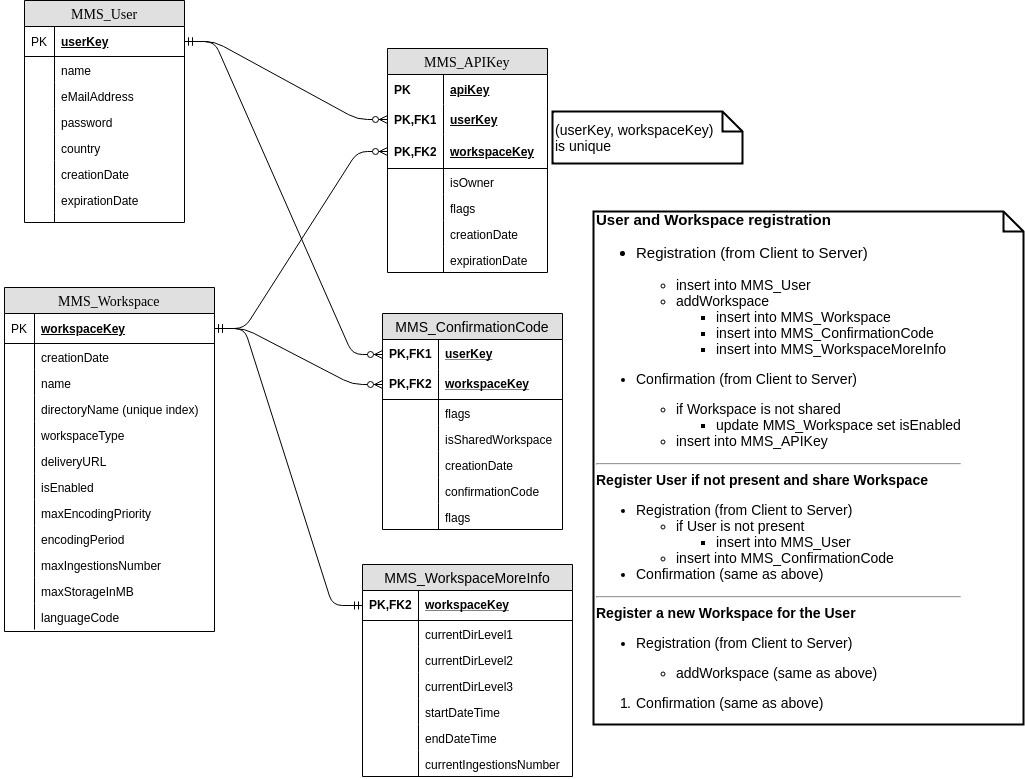 MMS_User
PK userKey
name
eMailAddress
password
country
creationDate
expirationDate
MMS_APIKey
PK apiKey
PK,FK1 userKey
PK,FK2 workspaceKey
isOwner
flags
creationDate
expirationDate
(userKey, workspaceKey)
is unique
MMS_Workspace
PK workspaceKey
creationDate
name
directoryName (unique index)
workspaceType
deliveryURL
isEnabled
maxEncodingPriority
encodingPeriod
maxIngestionsNumber
maxStorageInMB
languageCode
MMS_ConfirmationCode
PK,FK1 userKey
PK,FK2 workspaceKey
flags
isSharedWorkspace
creationDate
confirmationCode
flags
MMS_WorkspaceMoreInfo
PK,FK2 workspaceKey
currentDirLevel1
currentDirLevel2
currentDirLevel3
startDateTime
endDateTime
currentIngestionsNumber
User and Workspace registration
• Registration (from Client to Server)
◦ insert into MMS_User
◦ addWorkspace
▪ insert into MMS_Workspace
▪ insert into MMS_ConfirmationCode
▪ insert into MMS_WorkspaceMoreInfo
• Confirmation (from Client to Server)
◦ if Workspace is not shared
▪ update MMS_Workspace set isEnabled
◦ insert into MMS_APIKey
Register User if not present and share Workspace
• Registration (from Client to Server)
◦ if User is not present
▪ insert into MMS_User
◦ insert into MMS_ConfirmationCode
• Confirmation (same as above)
Register a new Workspace for the User
• Registration (from Client to Server)
◦ addWorkspace (same as above)
1. Confirmation (same as above)